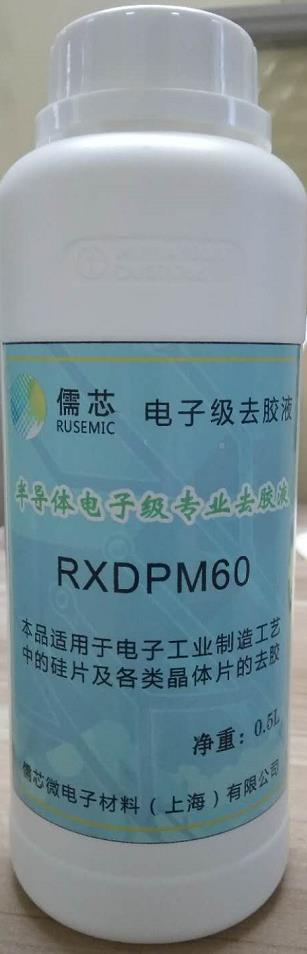 儒芯 电子级去胶液
RUSEMIC
半导体电子级专业去胶液
RXDPM60
本品适用于电子工业制造工艺
中的硅片及各类晶体片的去胶
净重：0.5L
儒芯微电子材料（上海）有限公司